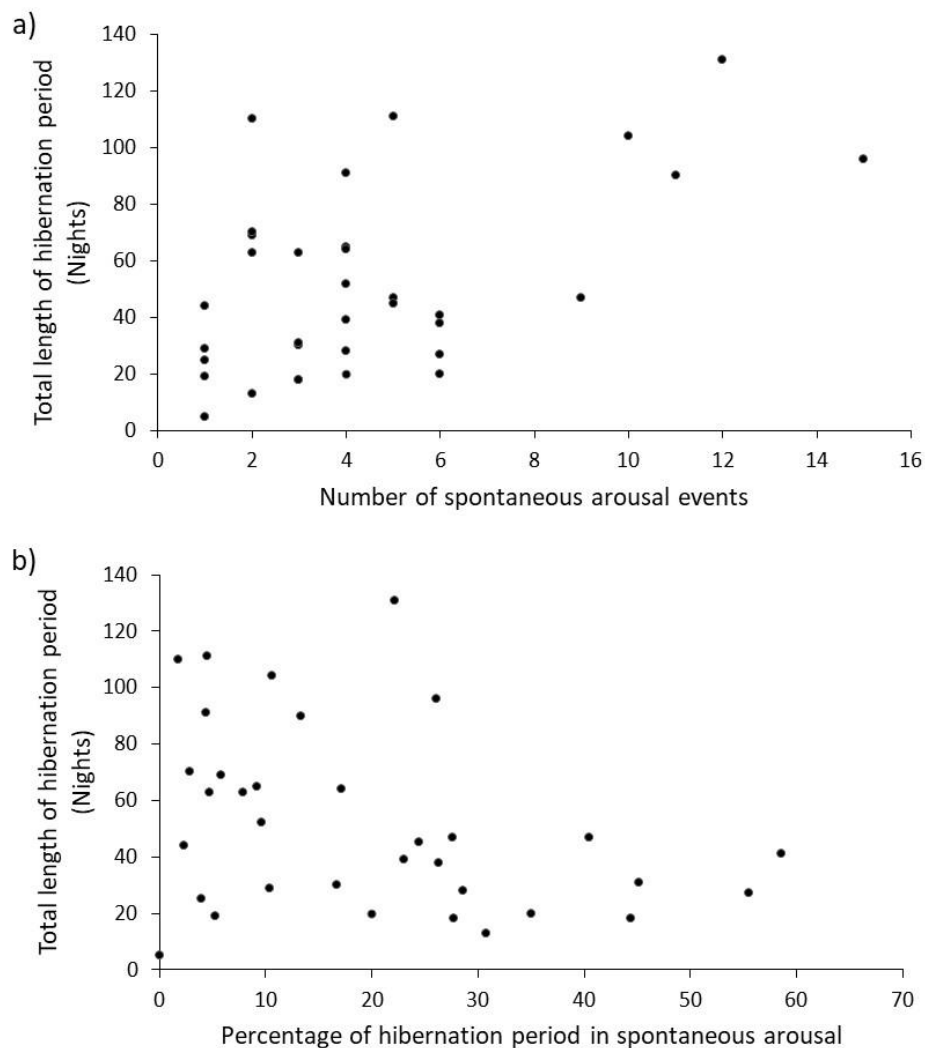 a)
Total length of hibernation period
(Nights)
140
120
100
80
60
40
20
0
0 2 4 6 8 10 12 14 16
Number of spontaneous arousal events
b)
Total length of hibernation period
(Nights)
140
120
100
80
60
40
20
0
0 10 20 30 40 50 60 70
Percentage of hibernation period in spontaneous arousal